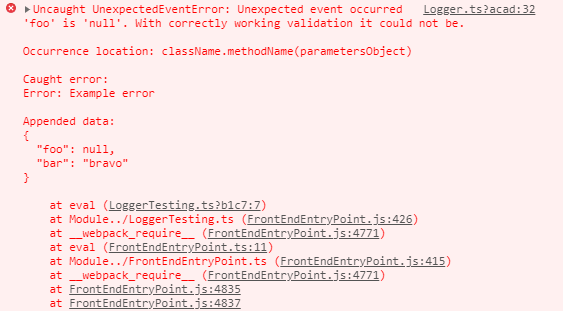 Uncaught UnexpectedEventError: Unexpected event occurred Logger.ts?acad:32
'foo' is 'null'. With correctly working validation it could not be.
Occurrence location: className.methodName(parametersObject)
Caught error:
Error: Example error
Appended data:
{
"foo": null,
"bar": "bravo"
}
at eval (LoggerTesting.ts?b1c7:7)
at Module../LoggerTesting.ts (FrontEndEntryPoint.js:426)
at __webpack_require__ (FrontEndEntryPoint.js:4771)
at eval (FrontEndEntryPoint.ts:11)
at Module../FrontEndEntryPoint.ts (FrontEndEntryPoint.js:415)
at __webpack_require__ (FrontEndEntryPoint.js:4771)
at FrontEndEntryPoint.js:4835
at FrontEndEntryPoint.js:4837